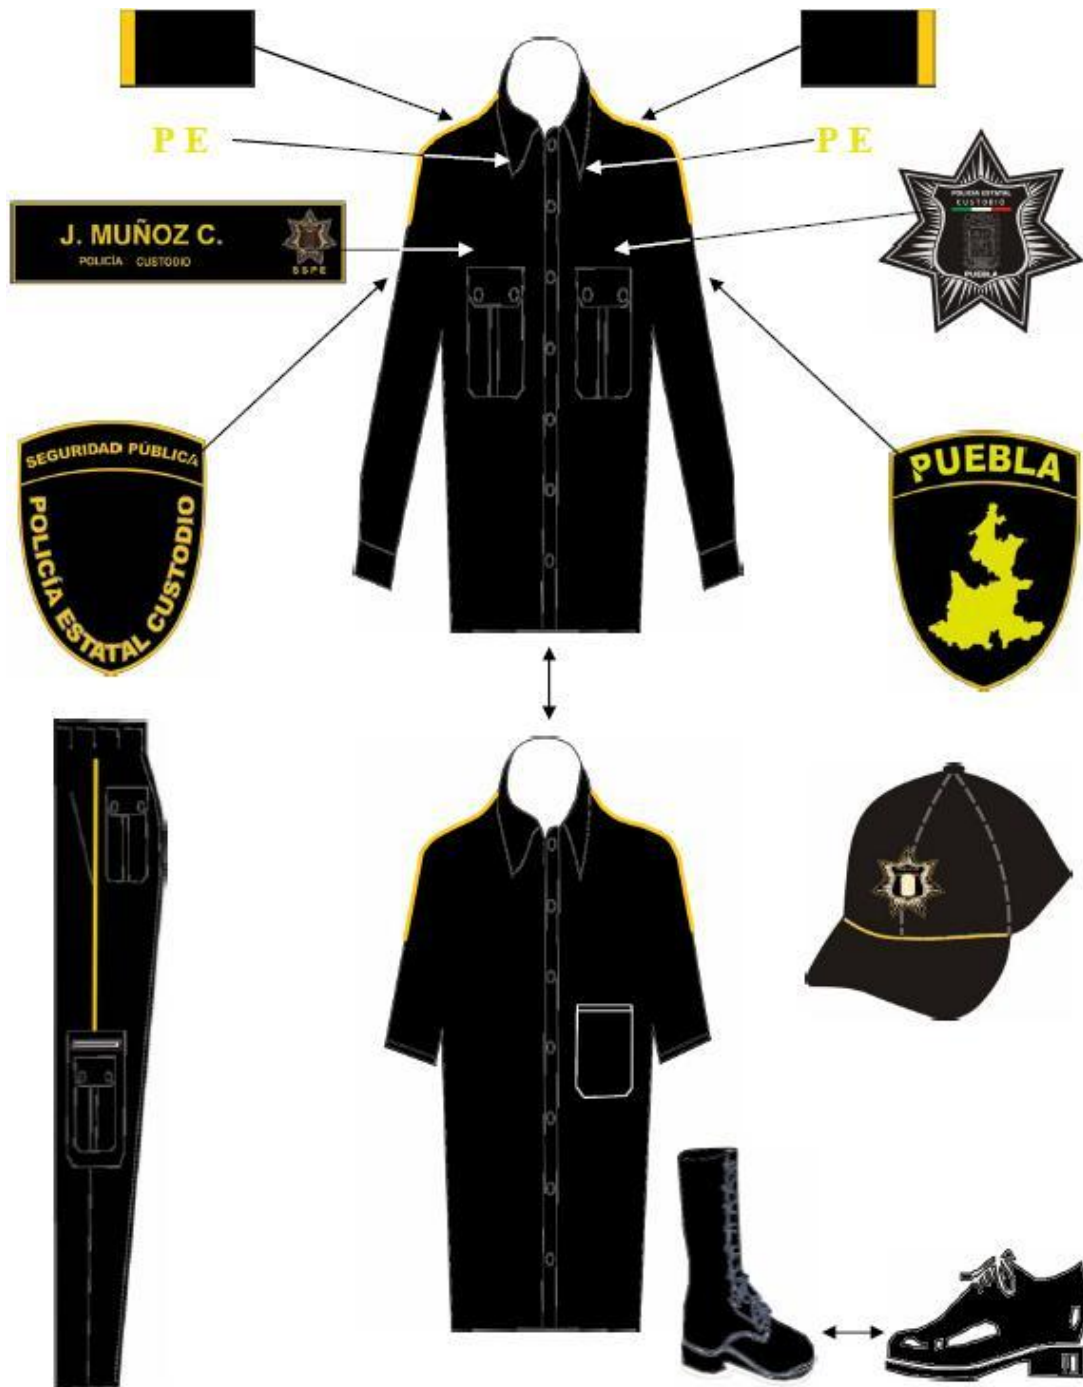 P E
P E
J. MUÑOZ C.
POLICÍA CUSTODIO
SSPE
POLICIA ESTATAL
CUSTODIO
PUEBLA
SEGURIDAD PÚBLICA
POLICÍA ESTATAL CUSTODIO
PUEBLA